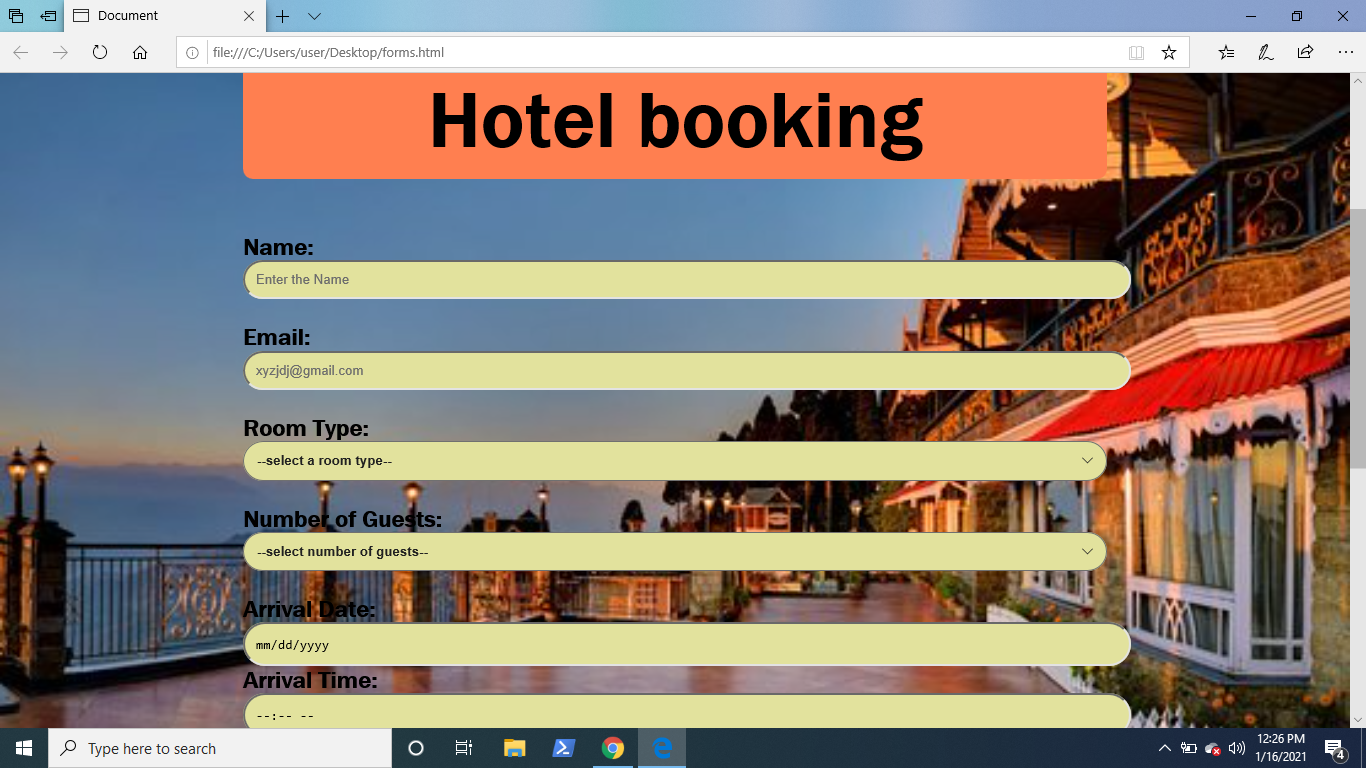 Document
file:///C:/Users/user/Desktop/forms.html
Hotel booking
Name:
Enter the Name
Email:
xyzjdj@gmail.com
Room Type:
--select a room type--
Number of Guests:
--select number of guests--
Arrival Date:
mm/dd/yyyy
Arrival Time:
--:-- --
Type here to search
12:26 PM
1/16/2021
4